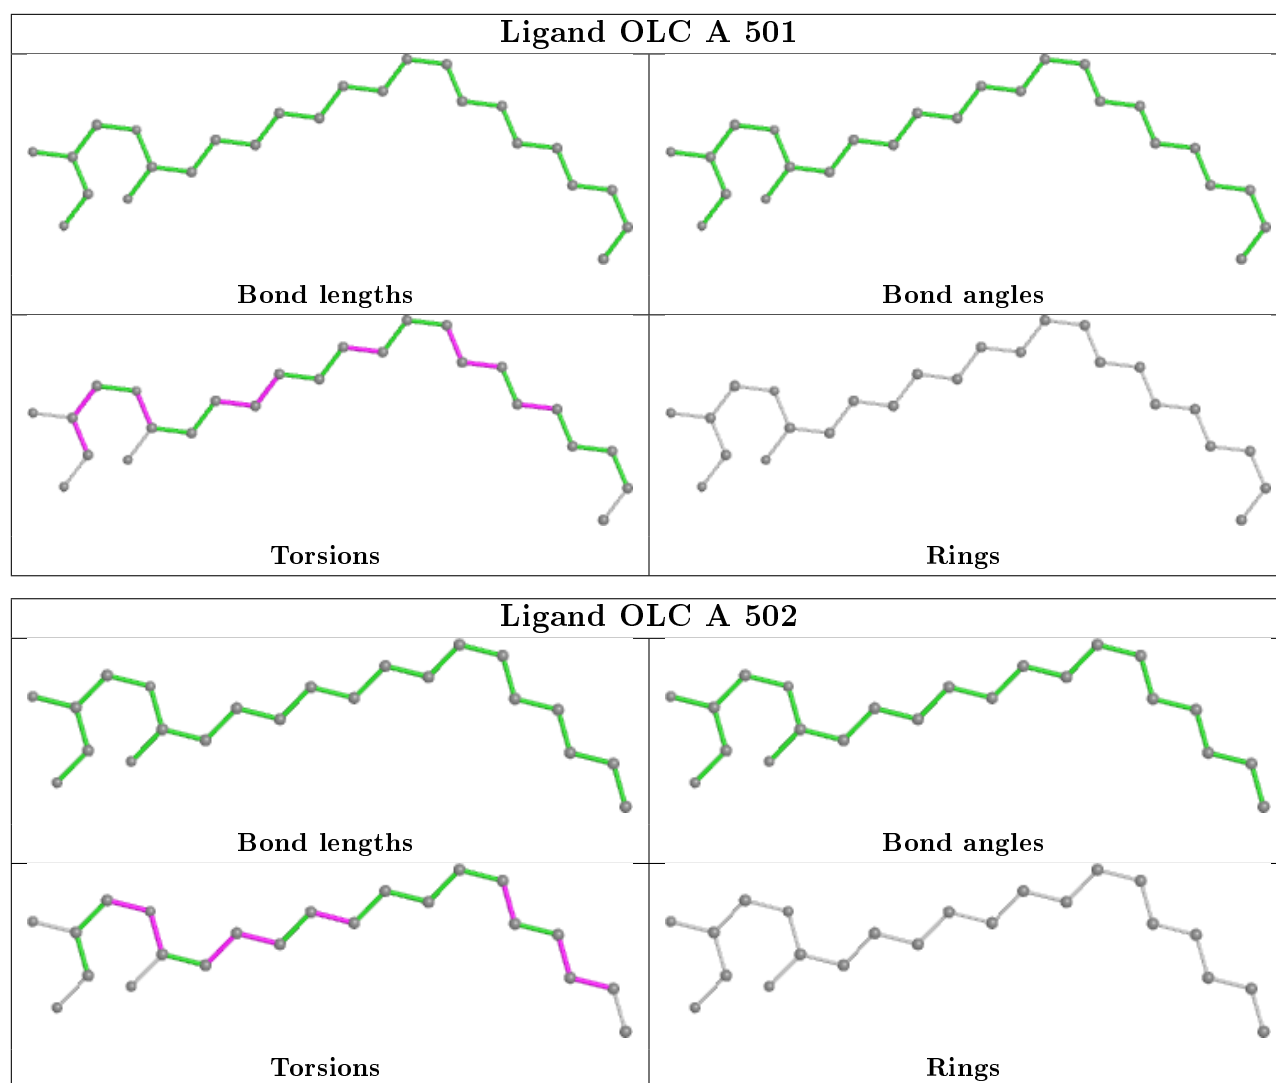 Ligand OLC A 501
Bond lengths
Bond angles
Torsions
Rings
Ligand OLC A 502
Bond lengths
Bond angles
Torsions
Rings